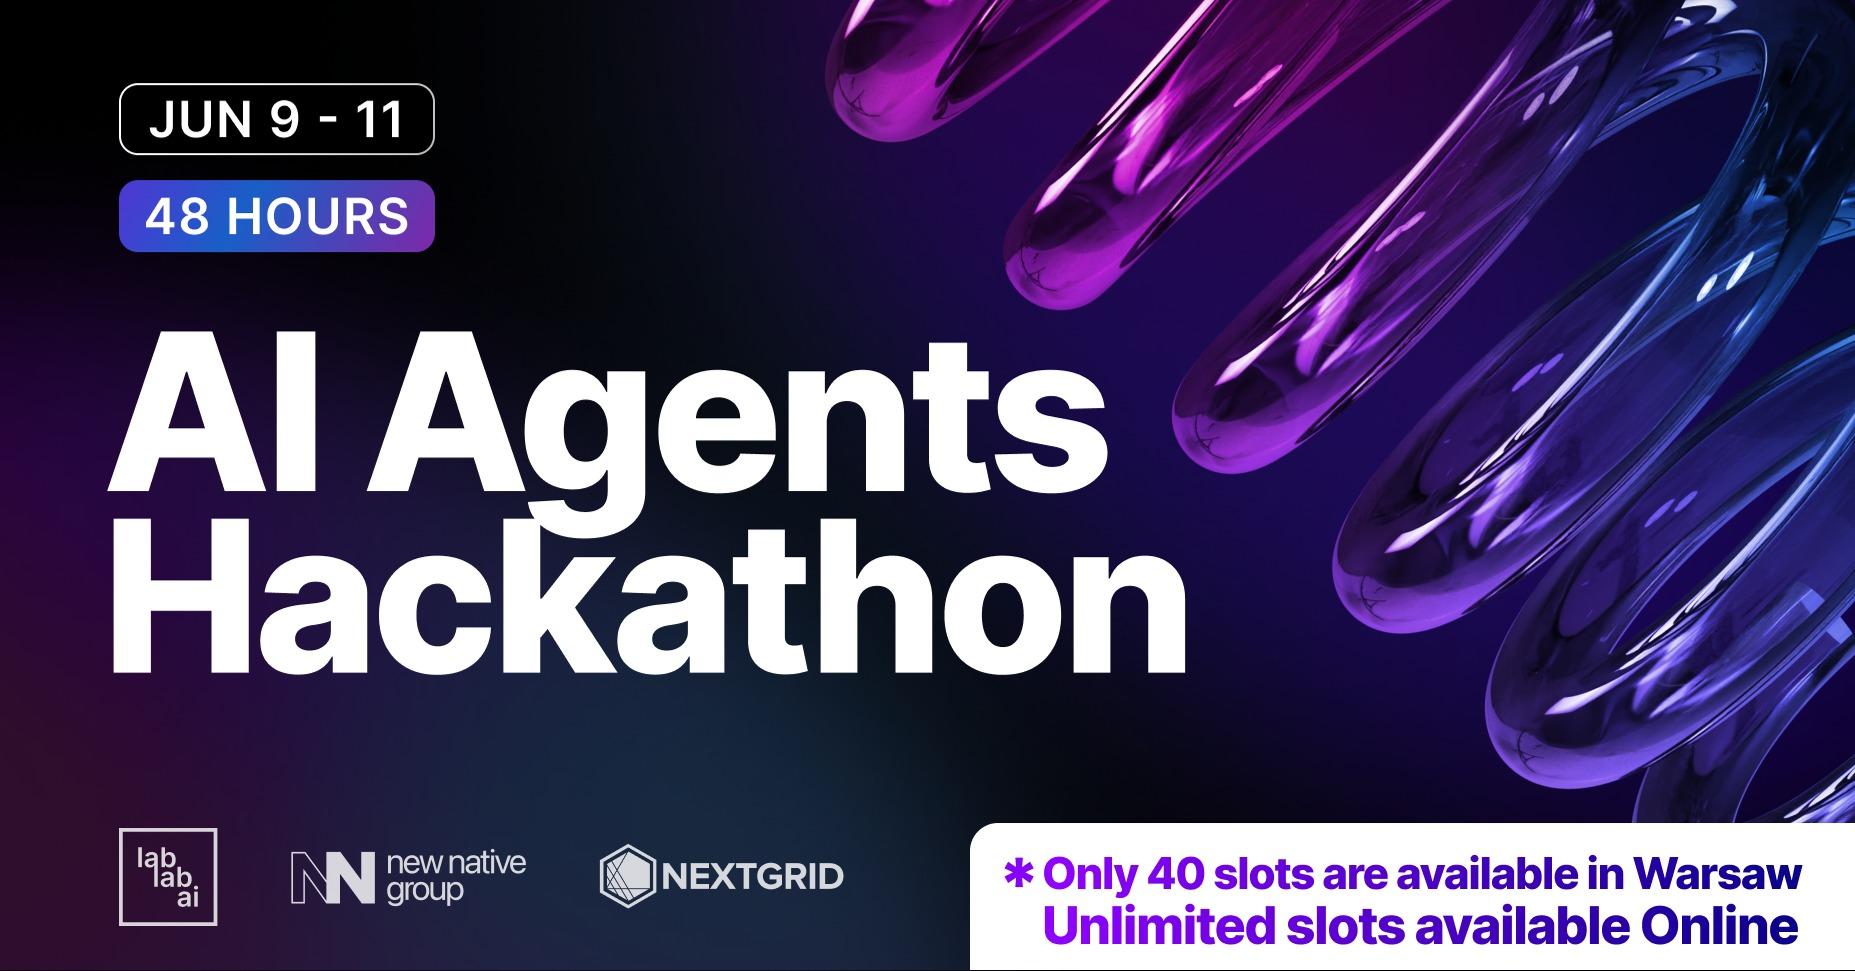 JUN 9 - 11
48 HOURS
AI Agents
Hackathon
lab
lab
ai
NN new native
group
NEXTGRID
* Only 40 slots are available in Warsaw
Unlimited slots available Online